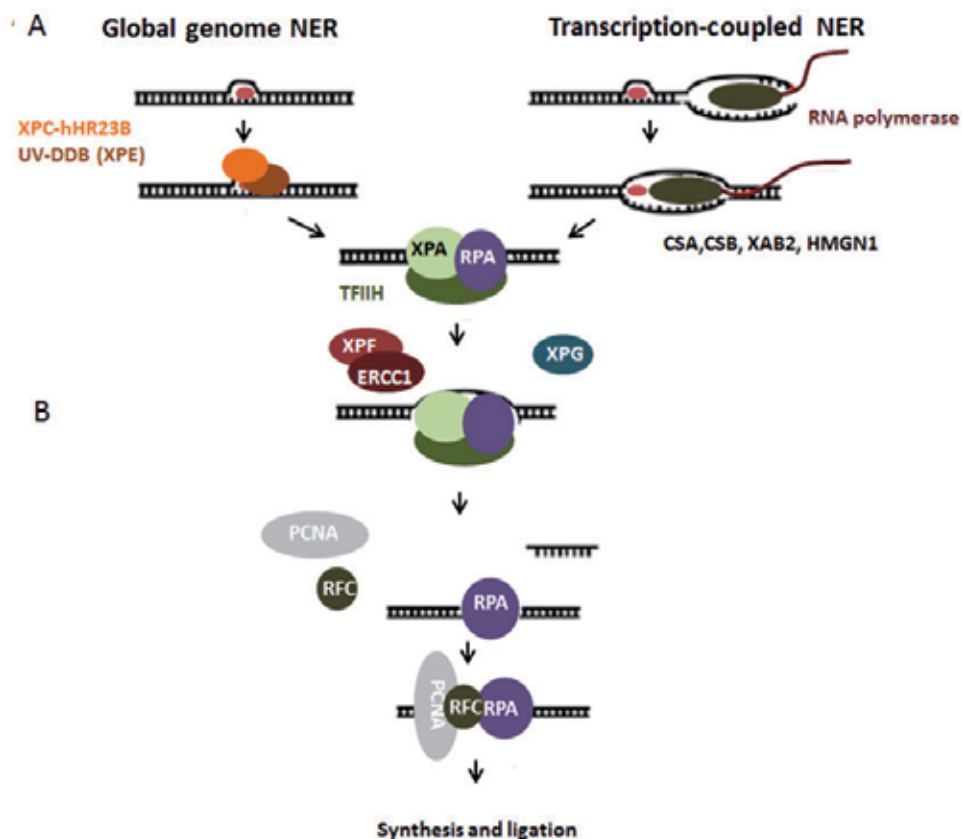 A
Global genome NER
Transcription-coupled NER
XPC-hHR23B
UV-DDB (XPE)
RNA polymerase
CSA,CSB, XAB2, HMGN1
XPA
RPA
TFIIH
XPF
ERCC1
XPG
B
PCNA
RFC
RPA
PCNA
RFC
RPA
Synthesis and ligation